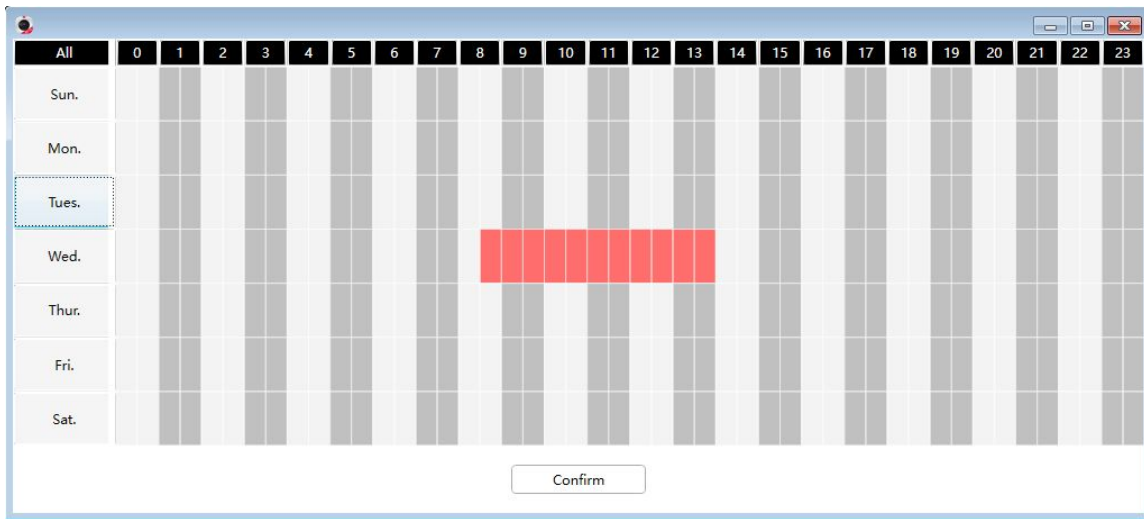 All 0 1 2 3 4 5 6 7 8 9 10 11 12 13 14 15 16 17 18 19 20 21 22 23
Sun.
Mon.
Tues.
Wed.
Thur.
Fri.
Sat.
Confirm